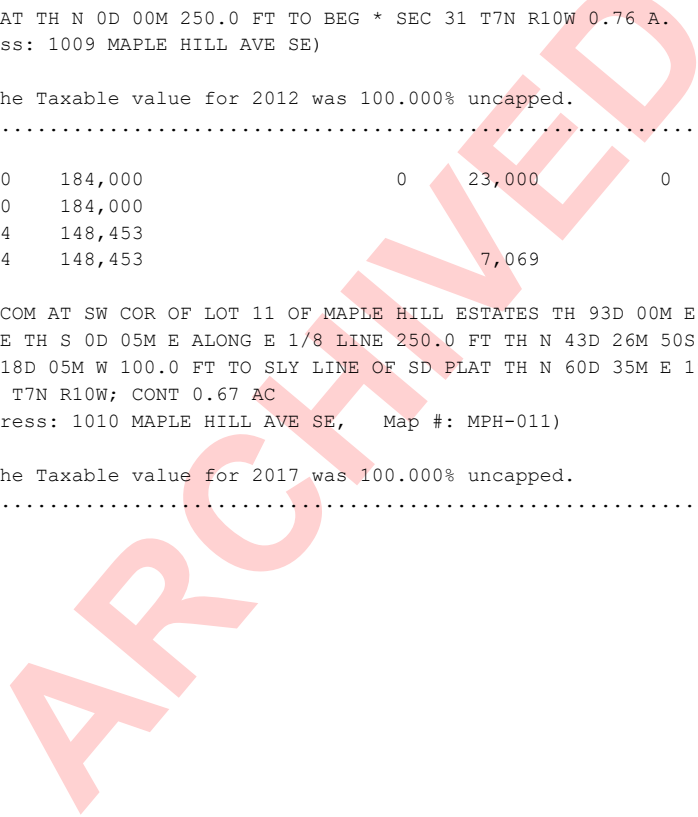 AT TH N 0D 00M 250.0 FT TO BEG * SEC 31 T7N R10W 0.76 A.
ss: 1009 MAPLE HILL AVE SE)
he Taxable value for 2012 was 100.000% uncapped.
.........................................................
0 184,000 0 23,000 0
0 184,000
4 148,453
4 148,453 7,069
COM AT SW COR OF LOT 11 OF MAPLE HILL ESTATES TH 93D 00M E
E TH S 0D 05M E ALONG E 1/8 LINE 250.0 FT TH N 43D 26M 50S
18D 05M W 100.0 FT TO SLY LINE OF SD PLAT TH N 60D 35M E 1
T7N R10W; CONT 0.67 AC
ress: 1010 MAPLE HILL AVE SE, Map #: MPH-011)
he Taxable value for 2017 was 100.000% uncapped.
.........................................................
ARCHIVED